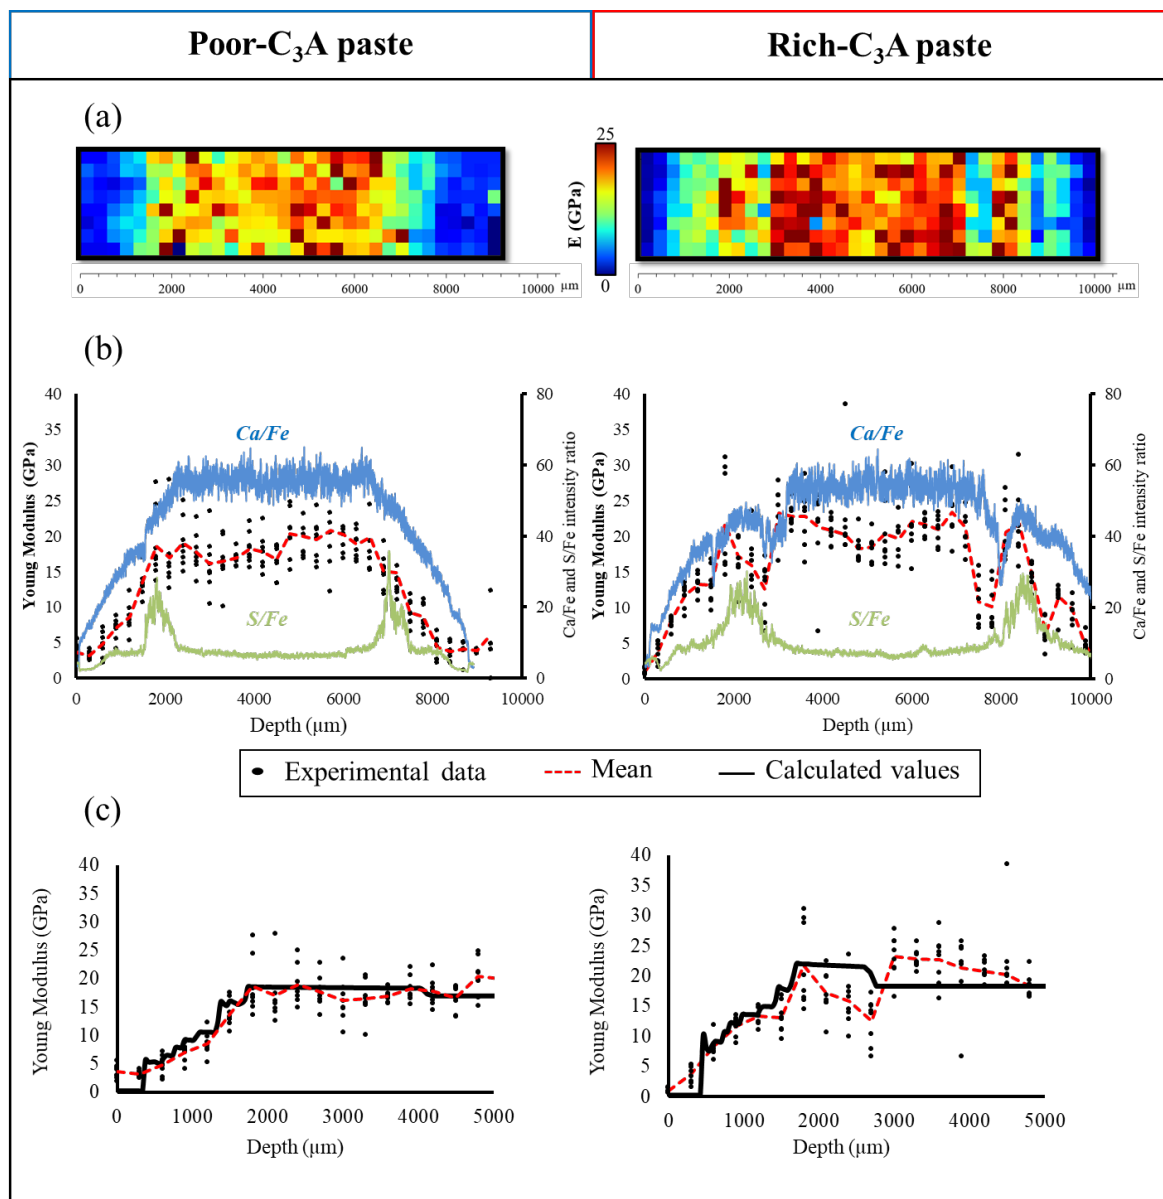 Poor-C₃A paste
Rich-C₃A paste
(a)
25
E (GPa)
0
2000 4000 6000 8000 10000 µm
2000 4000 6000 8000 10000 µm
(b)
40
35
30
25
20
15
10
5
0
Young Modulus (GPa)
Ca/Fe
S/Fe
80
60
40
20
0
Ca/Fe and S/Fe intensity ratio
0 2000 4000 6000 8000 10000
Depth (µm)
40
35
30
25
20
15
10
5
0
Young Modulus (GPa)
Ca/Fe
S/Fe
80
60
40
20
0
Ca/Fe and S/Fe intensity ratio
0 2000 4000 6000 8000 10000
Depth (µm)
Experimental data
Mean
Calculated values
(c)
40
35
30
25
20
15
10
5
0
Young Modulus (GPa)
0 1000 2000 3000 4000 5000
Depth (µm)
40
35
30
25
20
15
10
5
0
Young Modulus (GPa)
0 1000 2000 3000 4000 5000
Depth (µm)